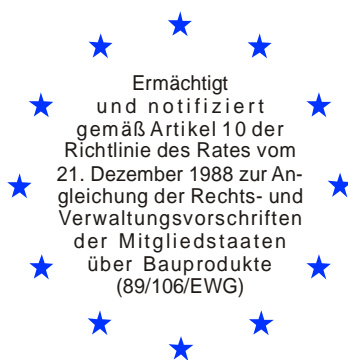 Ermächtigt
und notifiziert
gemäß Artikel 10 der
Richtlinie des Rates vom
21. Dezember 1988 zur An-
gleichung der Rechts- und
Verwaltungsvorschriften
der Mitgliedstaaten
über Bauprodukte
(89/106/EWG)